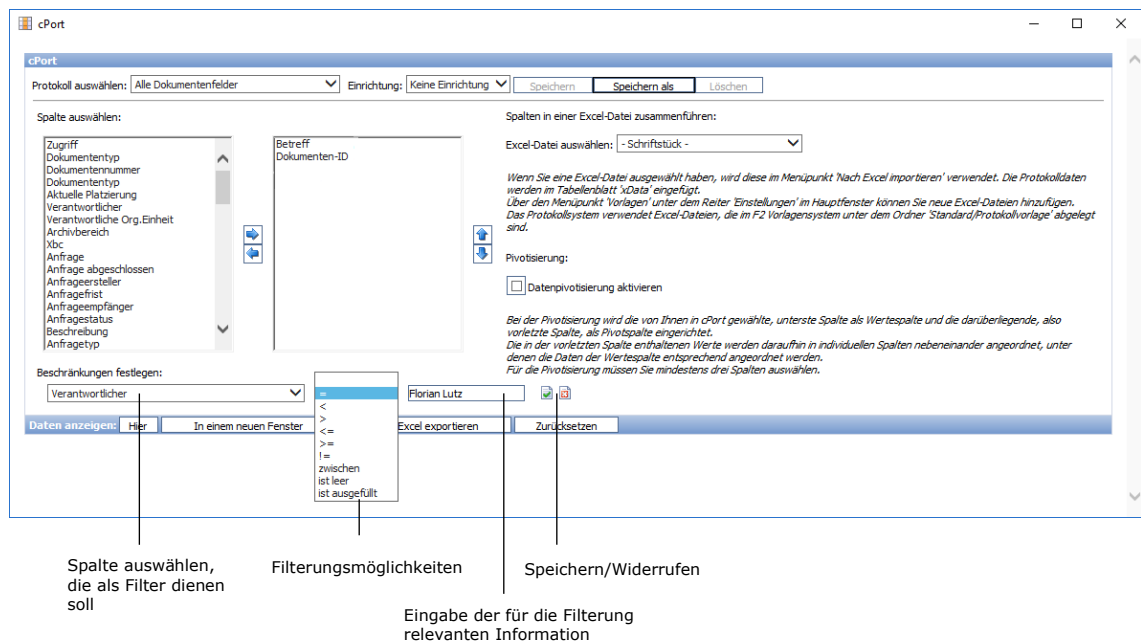 cPort
cPort
Protokoll auswählen: Alle Dokumentenfelder Einrichtung: Keine Einrichtung Speichern Speichern als Löschen
Spalte auswählen:
Zugriff
Dokumententyp
Dokumentennummer
Dokumententyp
Aktuelle Platzierung
Verantwortlicher
Verantwortliche Org.Einheit
Archivbereich
Xbc
Anfrage
Anfrage abgeschlossen
Anfrageersteller
Anfragefrist
Anfrageempfänger
Anfragestatus
Beschreibung
Anfragetyp
Betreff
Dokumenten-ID
Spalten in einer Excel-Datei zusammenführen:
Excel-Datei auswählen: - Schriftstück -
Wenn Sie eine Excel-Datei ausgewählt haben, wird diese im Menüpunkt 'Nach Excel importieren' verwendet. Die Protokolldaten
werden im Tabellenblatt 'xData' eingefügt.
Über den Menüpunkt 'Vorlagen' unter dem Reiter 'Einstellungen' im Hauptfenster können Sie neue Excel-Dateien hinzufügen.
Das Protokollsystem verwendet Excel-Dateien, die im F2 Vorlagensystem unter dem Ordner 'Standard/Protokollvorlage' abgelegt
sind.
Pivotisierung:
Datenpivotisierung aktivieren
Bei der Pivotisierung wird die von Ihnen in cPort gewählte, unterste Spalte als Wertespalte und die darüberliegende, also
vorletzte Spalte, als Pivotspalte eingerichtet.
Die in der vorletzten Spalte enthaltenen Werte werden daraufhin in individuellen Spalten nebeneinander angeordnet, unter
denen die Daten der Wertespalte entsprechend angeordnet werden.
Für die Pivotisierung müssen Sie mindestens drei Spalten auswählen.
Beschränkungen festlegen:
Verantwortlicher
=
<
>
<=
>=
!=
zwischen
ist leer
ist ausgefüllt
Florian Lutz
Daten anzeigen: Hier In einem neuen Fenster Excel exportieren Zurücksetzen
Spalte auswählen,
die als Filter dienen
soll
Filterungsmöglichkeiten
Speichern/Widerrufen
Eingabe der für die Filterung
relevanten Information